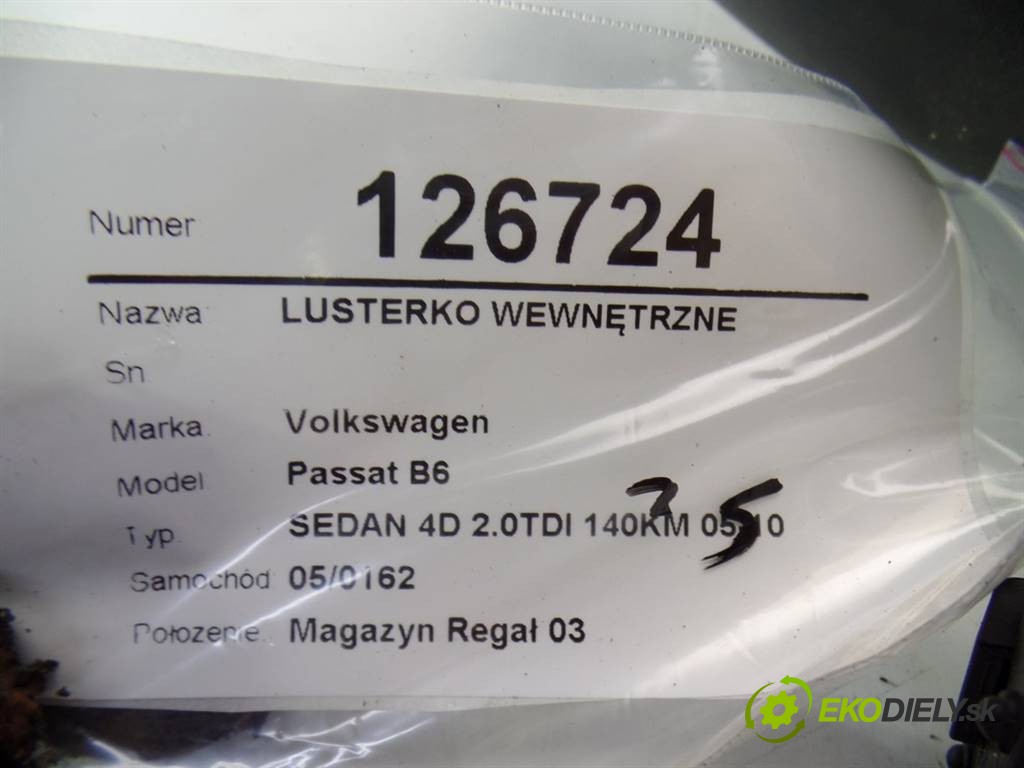 Numer 126724
Nazwa LUSTERKO WEWNĘTRZNE
Sn
Marka Volkswagen
Model Passat B6
Typ SEDAN 4D 2.0TDI 140KM 05-10
Samochód 05/0162
Położenie Magazyn Regał 03
EKODIELY.sk